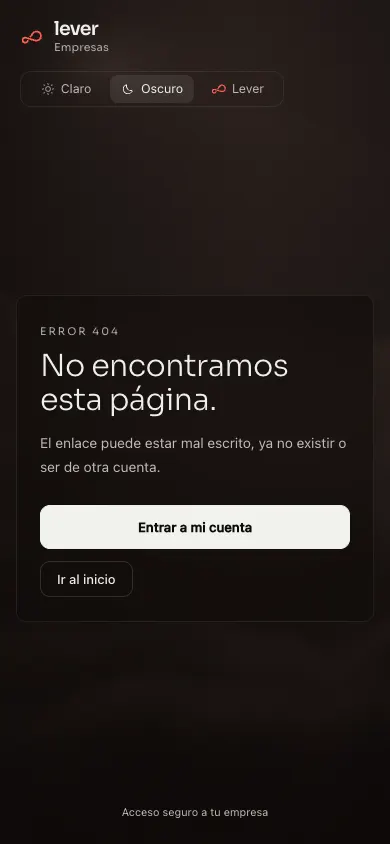 lever
Empresas
Claro
Oscuro
Lever
ERROR 404
No encontramos
esta página.
El enlace puede estar mal escrito, ya no existir o
ser de otra cuenta.
Entrar a mi cuenta
Ir al inicio
Acceso seguro a tu empresa